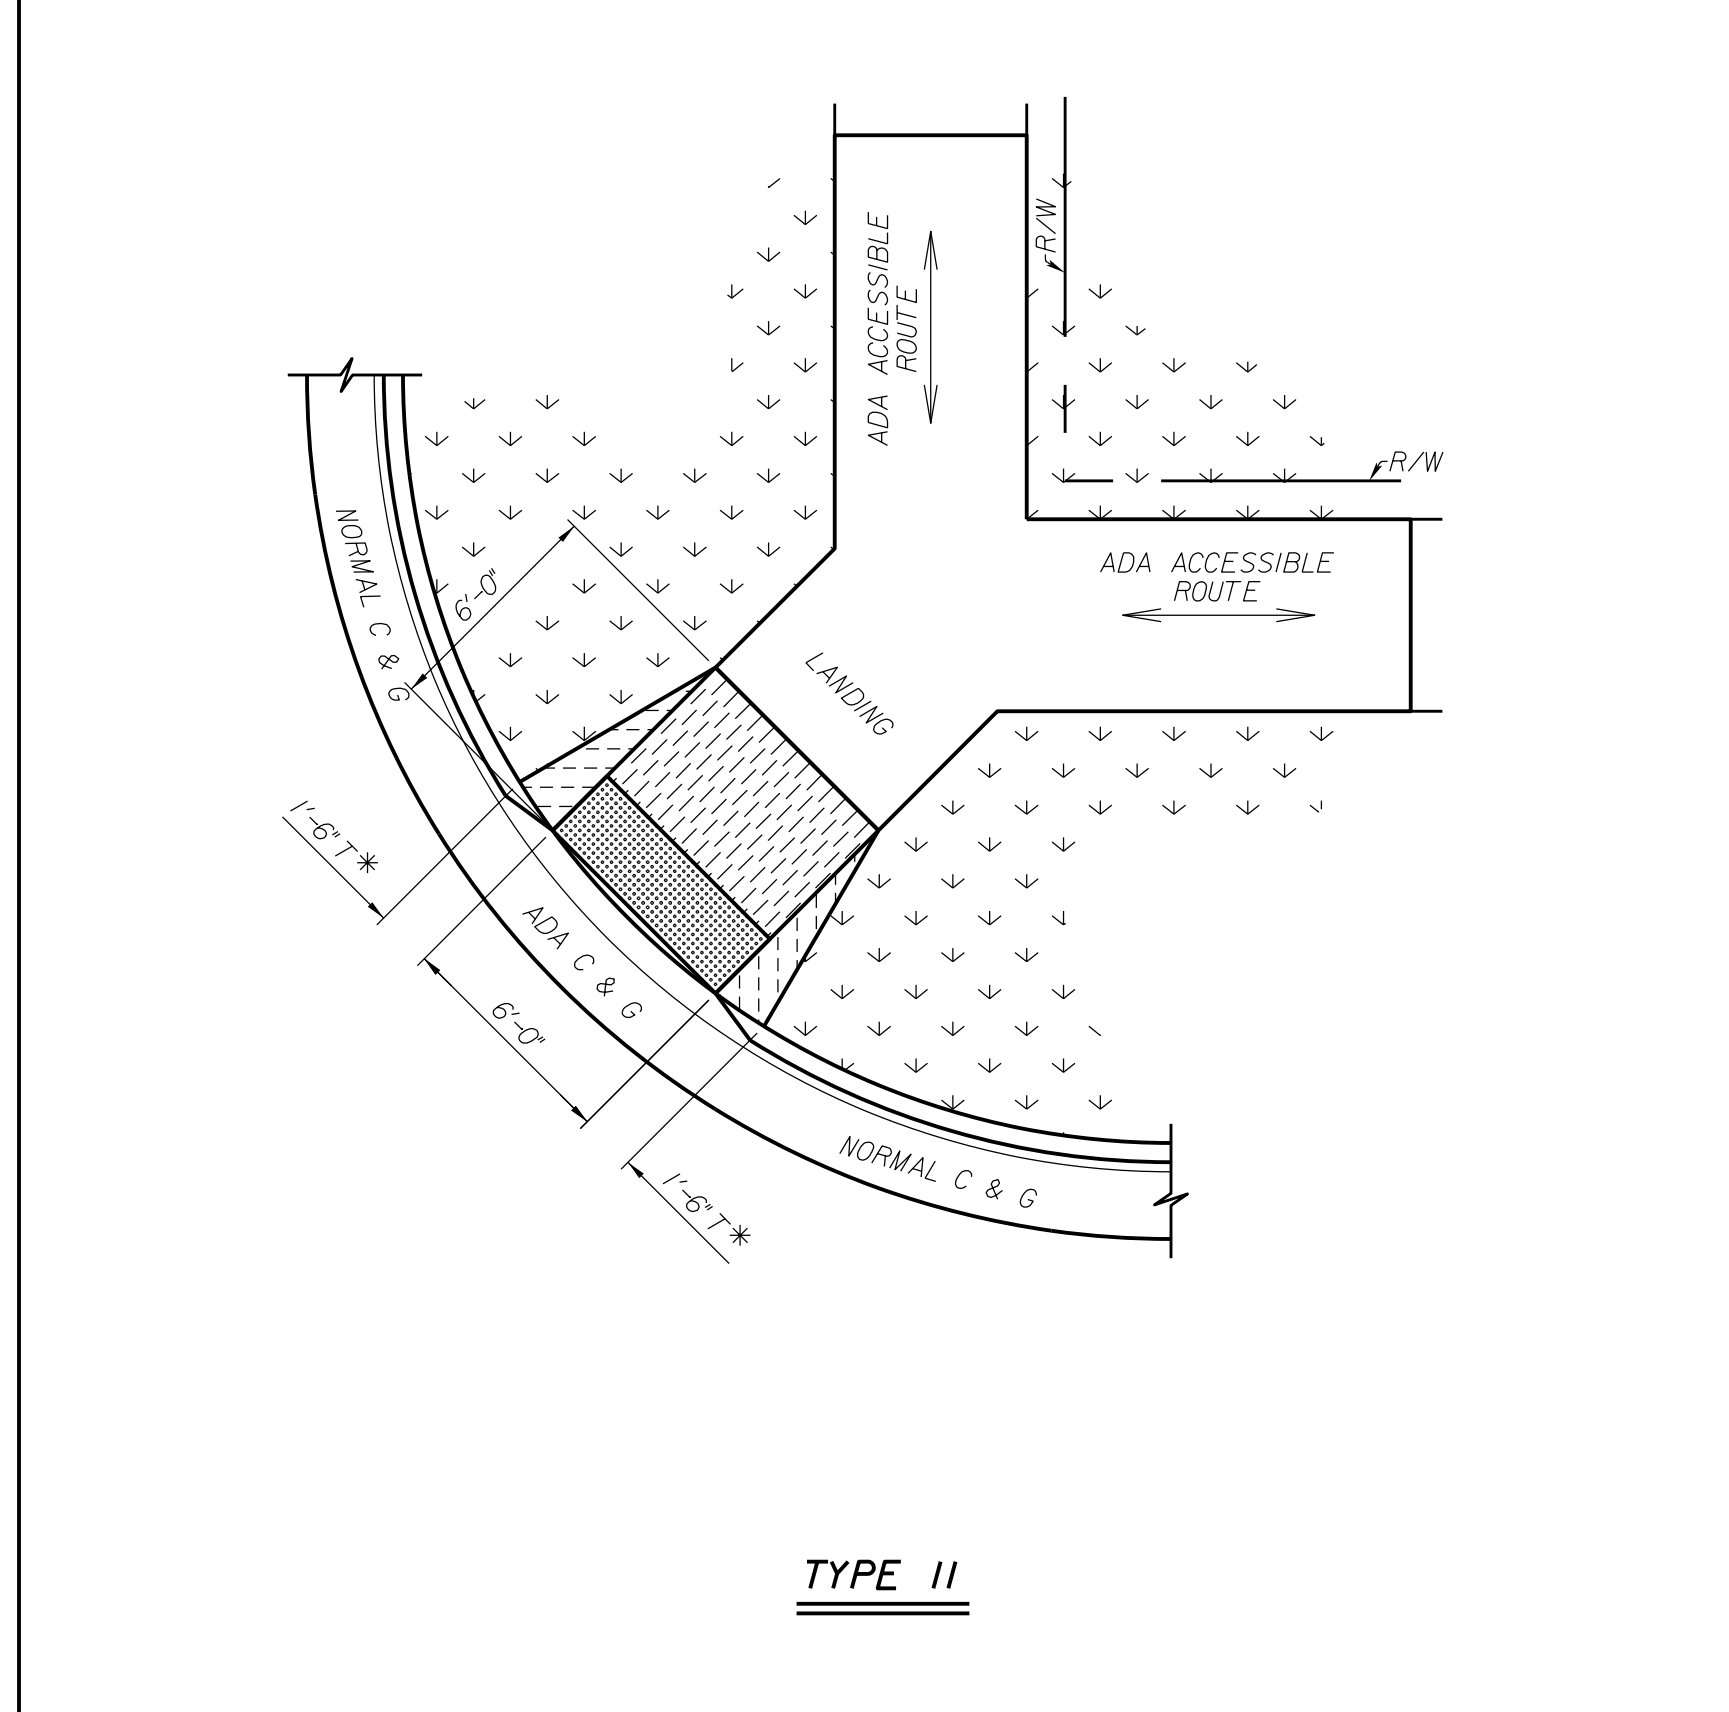 ADA ACCESSIBLE
ROUTE
R/W
R/W
ADA ACCESSIBLE
ROUTE
NORMAL C & G
6'-0"
LANDING
1'-6" T *
ADA C & G
6'-0"
NORMAL C & G
1'-6" T *
TYPE II